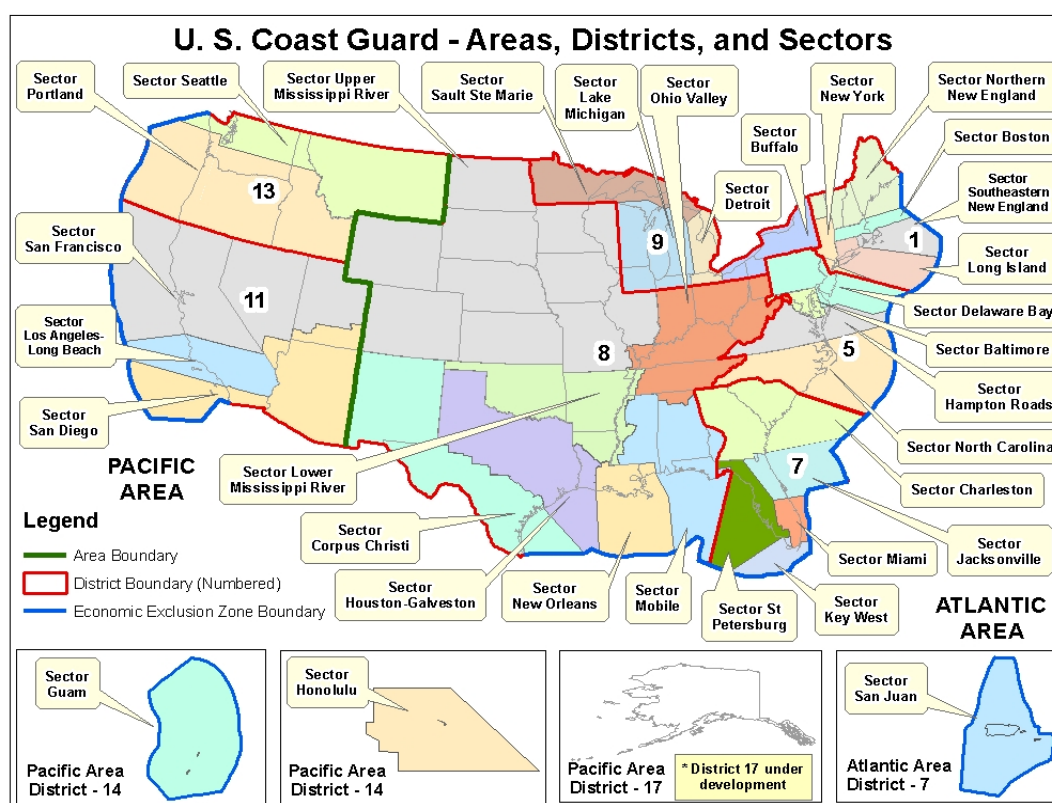 U. S. Coast Guard - Areas, Districts, and Sectors
Sector
Portland
Sector Seattle
Sector Upper
Mississippi River
Sector
Sault Ste Marie
Sector
Lake
Michigan
Sector
Ohio Valley
Sector
New York
Sector Northern
New England
Sector
Buffalo
Sector Boston
Sector
Detroit
Sector
Southeastern
New England
13
9
1
Sector
San Francisco
Sector
Long Island
11
Sector
Los Angeles-
Long Beach
Sector Delaware Bay
8
5
Sector Baltimore
Sector
Hampton Roads
Sector
San Diego
Sector North Carolina
PACIFIC
AREA
Sector Lower
Mississippi River
7
Sector Charleston
Legend
Area Boundary
District Boundary (Numbered)
Economic Exclusion Zone Boundary
Sector
Corpus Christi
Sector
Houston-Galveston
Sector
New Orleans
Sector
Mobile
Sector St
Petersburg
Sector
Key West
Sector Miami
Sector
Jacksonville
ATLANTIC
AREA
Sector
Guam
Pacific Area
District - 14
Sector
Honolulu
Pacific Area
District - 14
Pacific Area
District - 17
* District 17 under
development
Sector
San Juan
Atlantic Area
District - 7